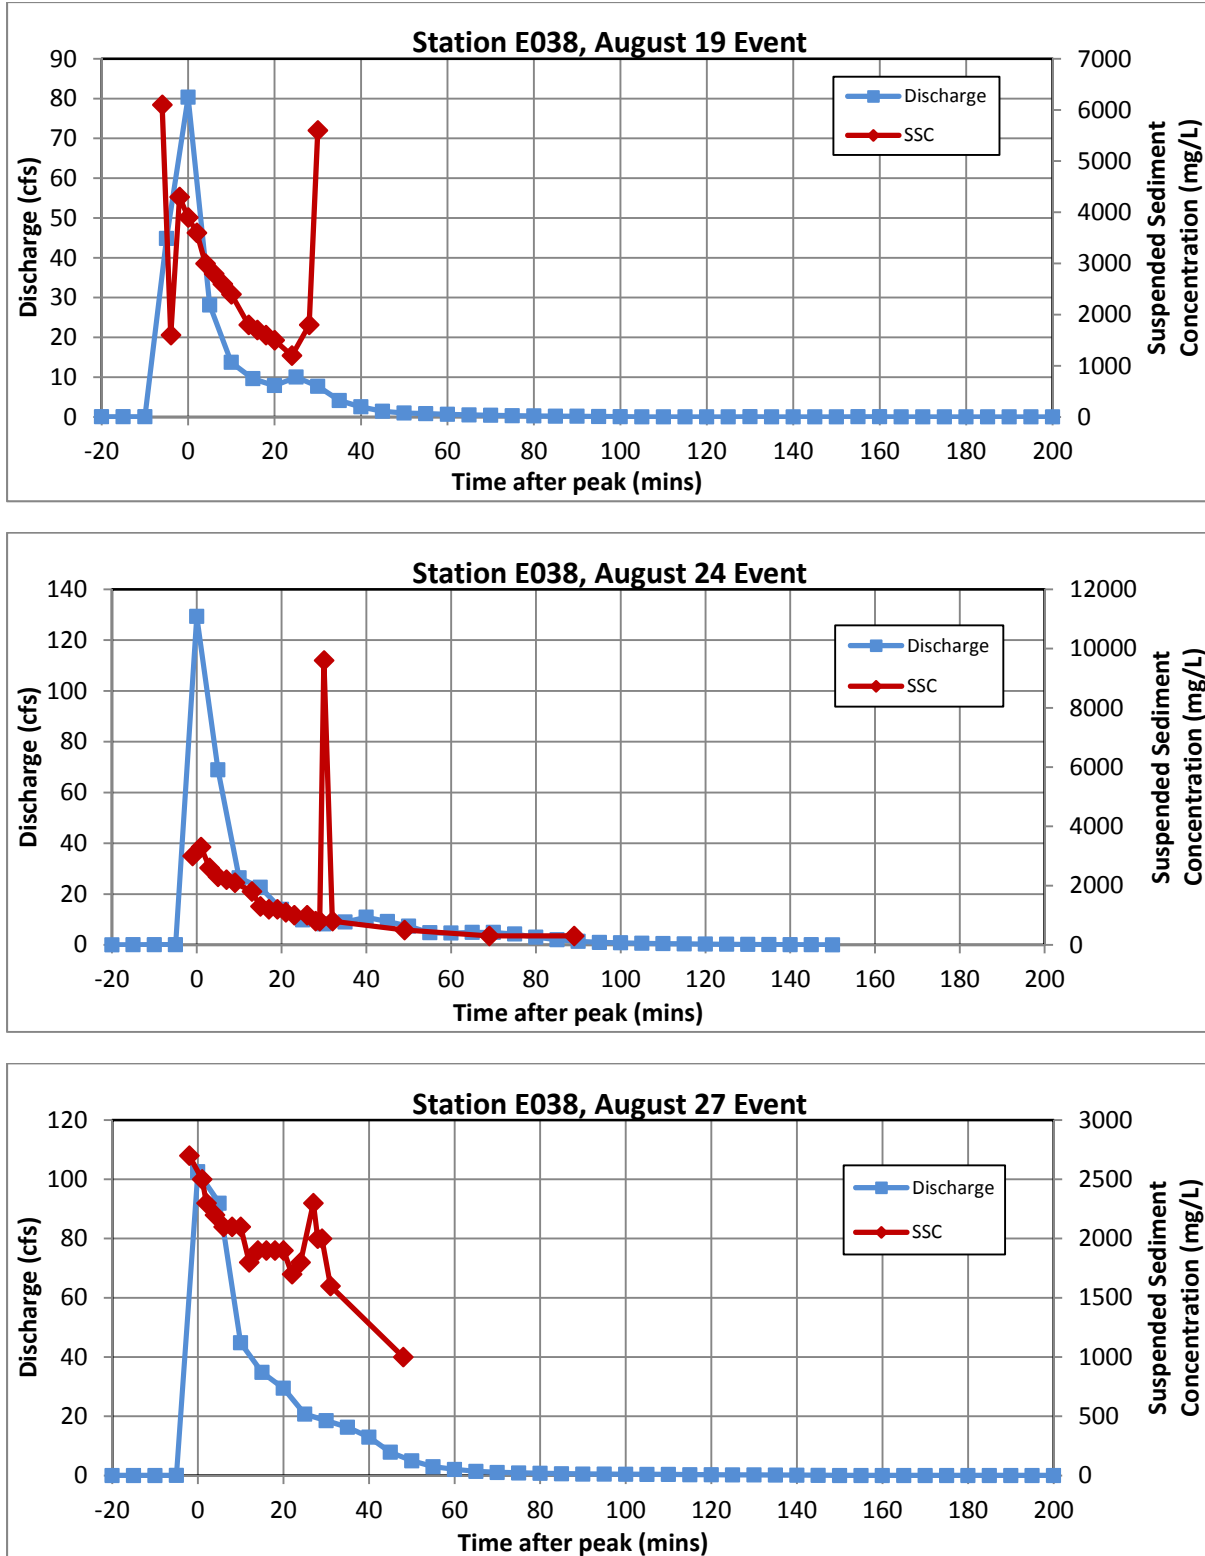 Station E038, August 19 Event
90
80
70
60
50
40
30
20
10
0
Discharge (cfs)
7000
6000
5000
4000
3000
2000
1000
0
Suspended Sediment
Concentration (mg/L)
Discharge
SSC
-20 0 20 40 60 80 100 120 140 160 180 200
Time after peak (mins)
Station E038, August 24 Event
140
120
100
80
60
40
20
0
Discharge (cfs)
12000
10000
8000
6000
4000
2000
0
Suspended Sediment
Concentration (mg/L)
Discharge
SSC
-20 0 20 40 60 80 100 120 140 160 180 200
Time after peak (mins)
Station E038, August 27 Event
120
100
80
60
40
20
0
Discharge (cfs)
3000
2500
2000
1500
1000
500
0
Suspended Sediment
Concentration (mg/L)
Discharge
SSC
-20 0 20 40 60 80 100 120 140 160 180 200
Time after peak (mins)